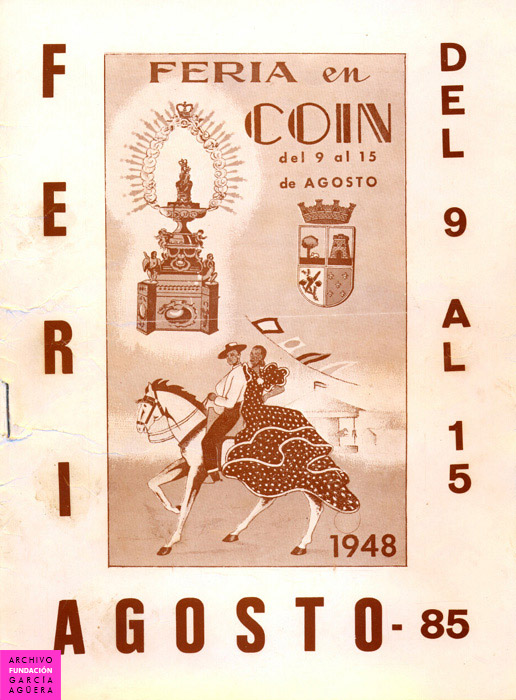 FERIA
AGOSTO - 85
DEL 9 AL 15
FERIA en
COIN
del 9 al 15
de AGOSTO
1948
ARCHIVO
FUNDACIÓN
GARCÍA
AGÜERA